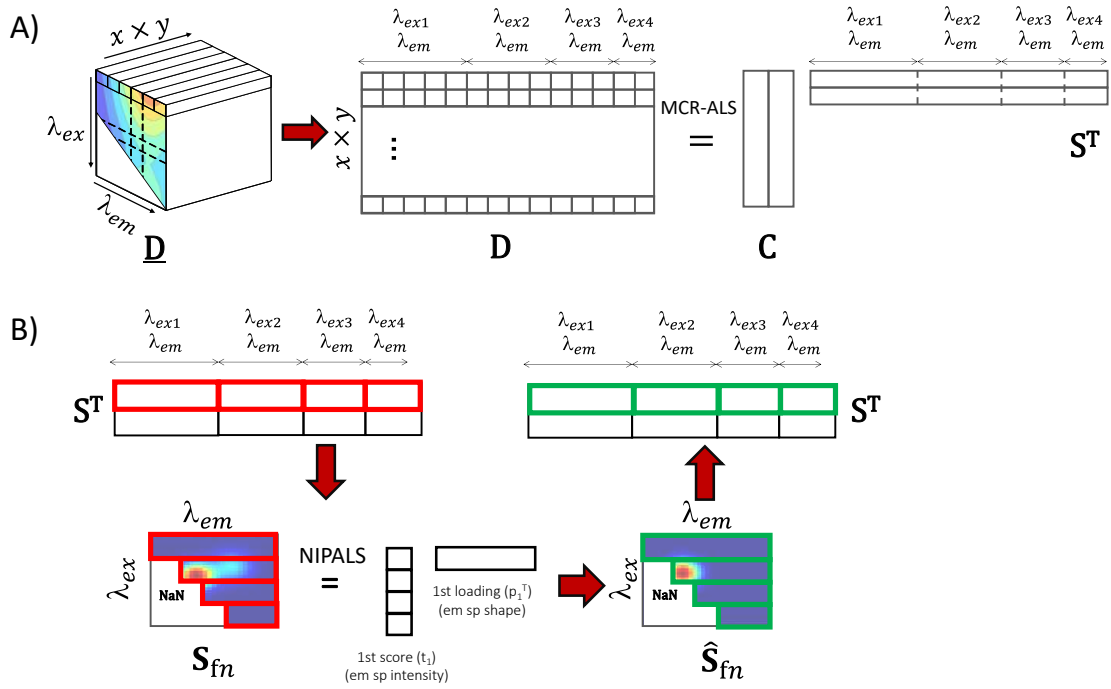 A)
x × y
λex
λem
D
λex1 λex2 λex3 λex4
λem λem λem λem
x × y
...
D
MCR-ALS
=
C
λex1 λex2 λex3 λex4
λem λem λem λem
Sᵀ
B)
λex1 λex2 λex3 λex4
λem λem λem λem
Sᵀ
λex1 λex2 λex3 λex4
λem λem λem λem
Sᵀ
λem
λex
NaN
Sfn
NIPALS
=
1st score (t₁)
(em sp intensity)
1st loading (p₁ᵀ)
(em sp shape)
λem
λex
NaN
Ŝfn